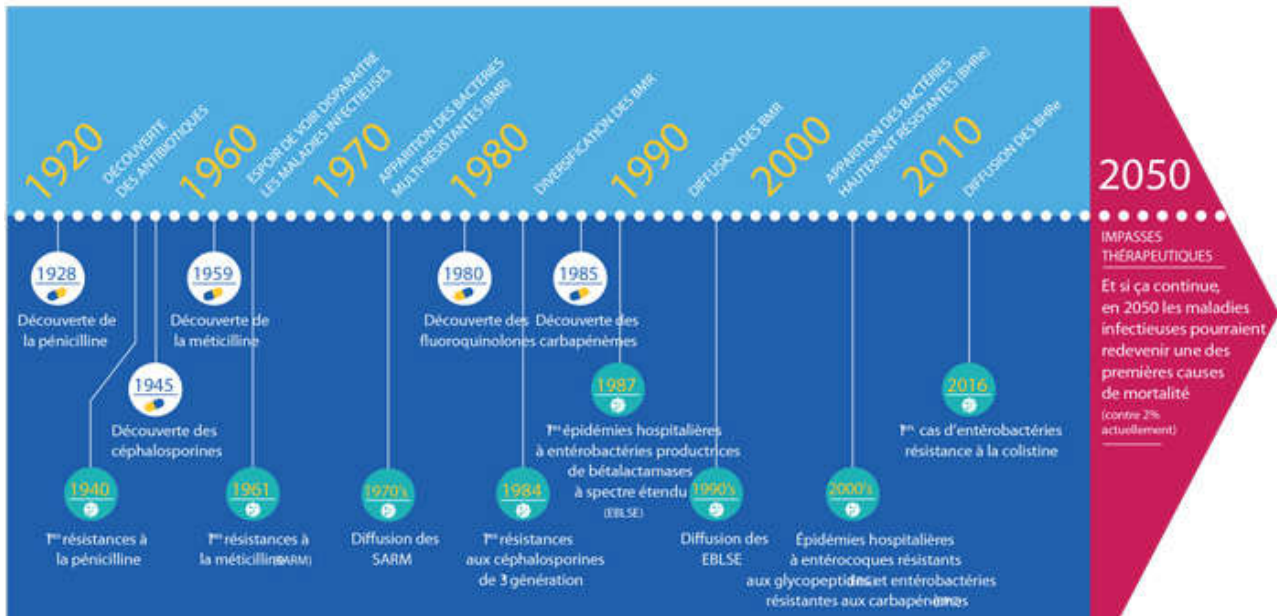 1920
DÉCOUVERTE
DES ANTIBIOTIQUES
1960
ESPOIR DE VOIR DISPARAITRE
LES MALADIES INFECTIEUSES
1970
APPARITION DES BACTÉRIES
MULTI-RÉSISTANTES (BMR)
1980
DIVERSIFICATION DES BMR
1990
DIFFUSION DES BMR
2000
APPARTITION DES BACTÉRIES
HAUTEMENT RÉSISTANTES (BHRe)
2010
DIFFUSION DES BHRe
2050
IMPASSES
THÉRAPEUTIQUES
Et si ça continue,
en 2050 les maladies
infectieuses pourraient
redevenir une des
premières causes
de mortalité
(contre 2%
actuellement)
1928
Découverte de
la pénicilline
1959
Découverte de
la méticilline
1980
Découverte des
fluoroquinolones
1985
Découverte des
carbapénèmes
1945
Découverte des
céphalosporines
1987
1res épidémies hospitalières
à entérobactéries productrices
de bétalactamases
à spectre étendu
(EBLSE)
2016
1ers cas d'entérobactéries
résistance à la colistine
1940
1res résistances à
la pénicilline
1961
1res résistances à
la méticilline (SARM)
1970's
Diffusion des
SARM
1984
1res résistances
aux céphalosporines
de 3 génération
1990's
Diffusion des
EBLSE
2000's
Épidémies hospitalières
à entérocoques résistants
aux glycopeptides et entérobactéries
résistantes aux carbapénèmes